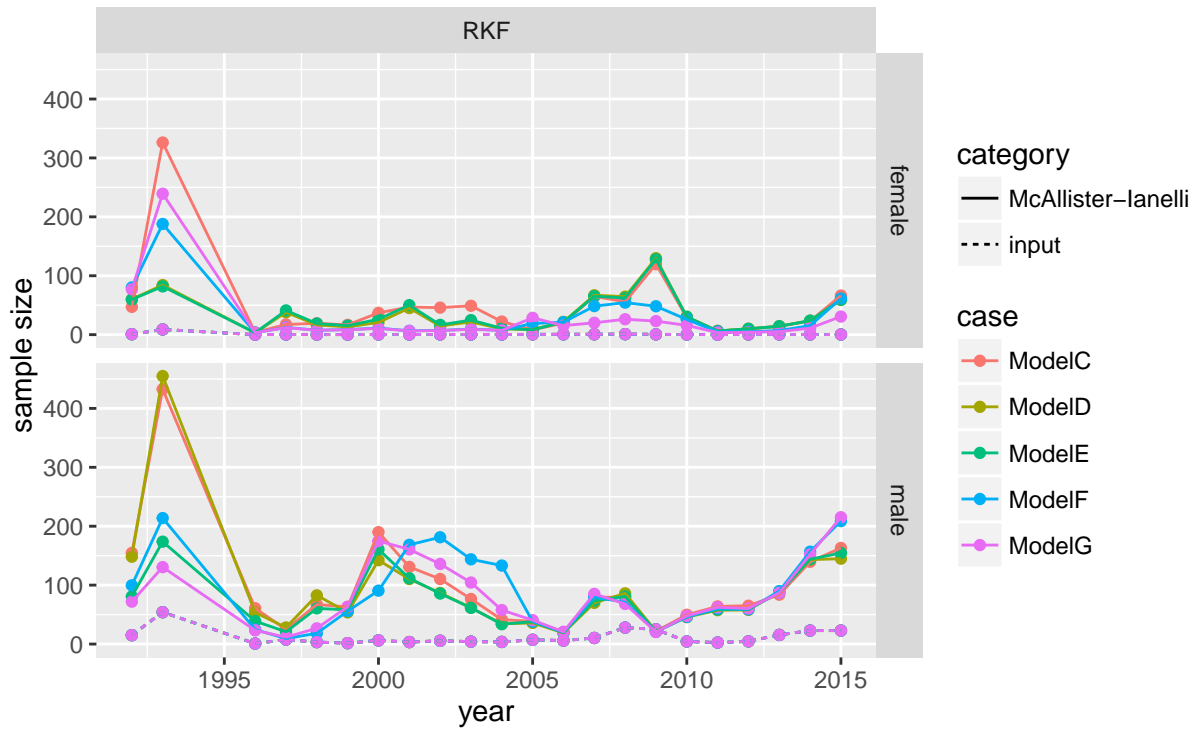 RKF
400
300
200
100
0
female
400
300
200
100
0
male
sample size
1995
2000
2005
2010
2015
year
category
McAllister−Ianelli
input
case
ModelC
ModelD
ModelE
ModelF
ModelG